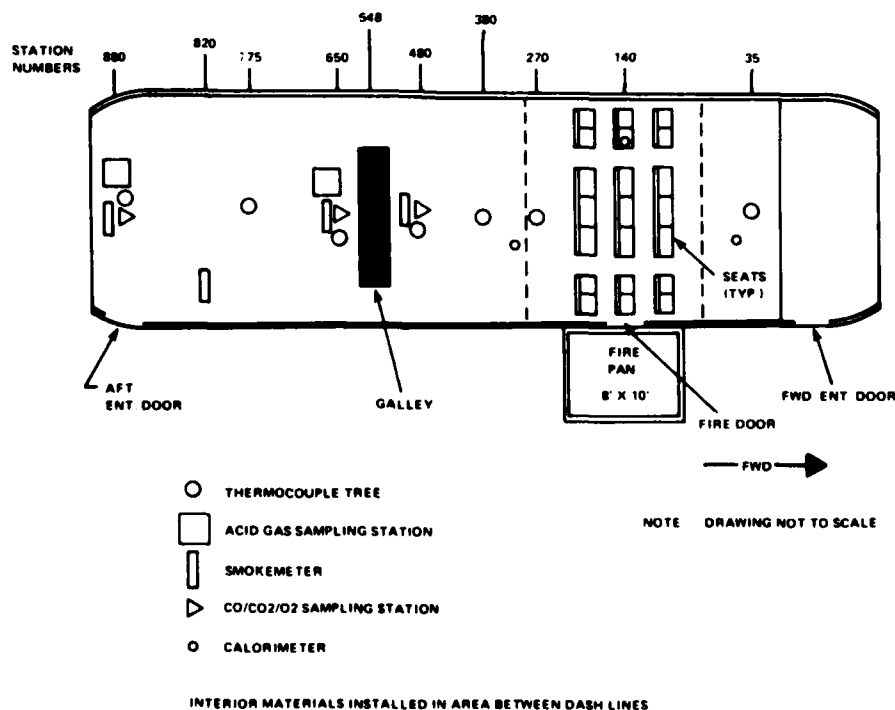 548
380
STATION
NUMBERS
880
820
775
650
480
270
140
35
SEATS
(TYP.)
FIRE
PAN
8' X 10'
AFT
ENT. DOOR
GALLEY
FWD ENT DOOR
FIRE DOOR
FWD
THERMOCOUPLE TREE
NOTE DRAWING NOT TO SCALE
ACID GAS SAMPLING STATION
SMOKEMETER
CO/CO2/O2 SAMPLING STATION
CALORIMETER
INTERIOR MATERIALS INSTALLED IN AREA BETWEEN DASH LINES